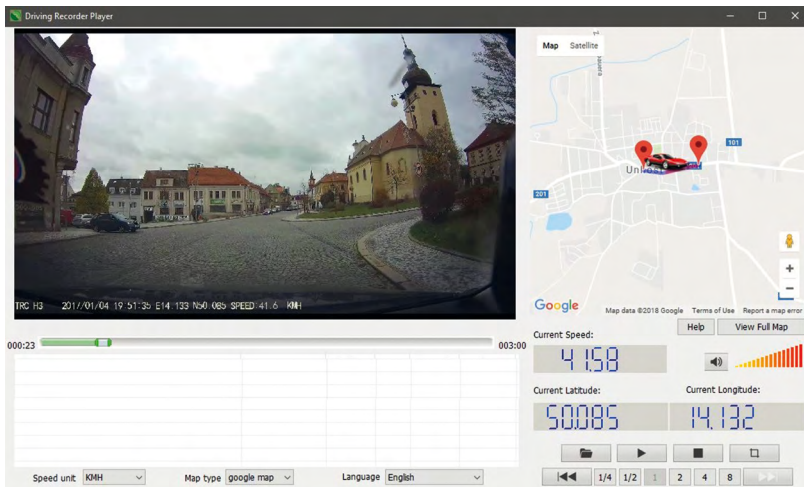 Driving Recorder Player
Map Satellite
101
201
Google
Map data ©2018 Google Terms of Use Report a map error
TRC H3 2017/01/04 19 51:35 E14.133 N50.085 SPEED:41.6 KMH
Help View Full Map
000:23 003:00
Current Speed:
41.58
Current Latitude: Current Longitude:
50.085 14.132
1/4 1/2 1 2 4 8
Speed unit KMH Map type google map Language English